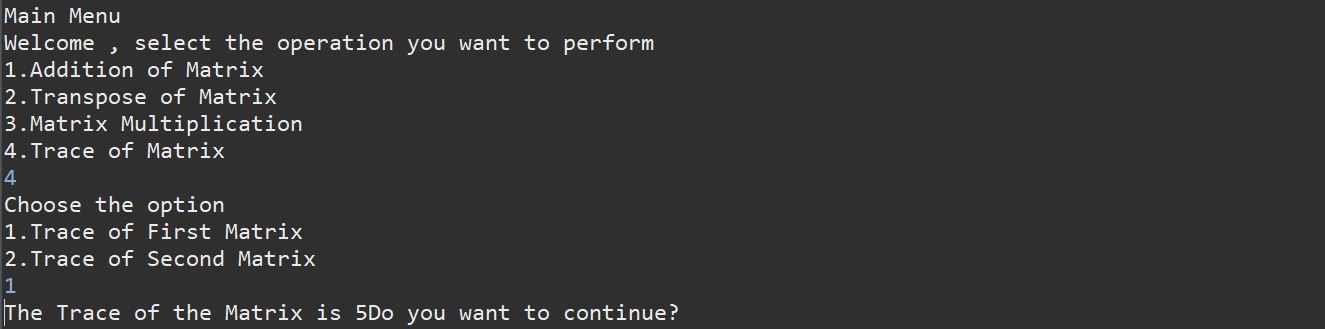 Main Menu
Welcome , select the operation you want to perform
1.Addition of Matrix
2.Transpose of Matrix
3.Matrix Multiplication
4.Trace of Matrix
4
Choose the option
1.Trace of First Matrix
2.Trace of Second Matrix
1
The Trace of the Matrix is 5Do you want to continue?